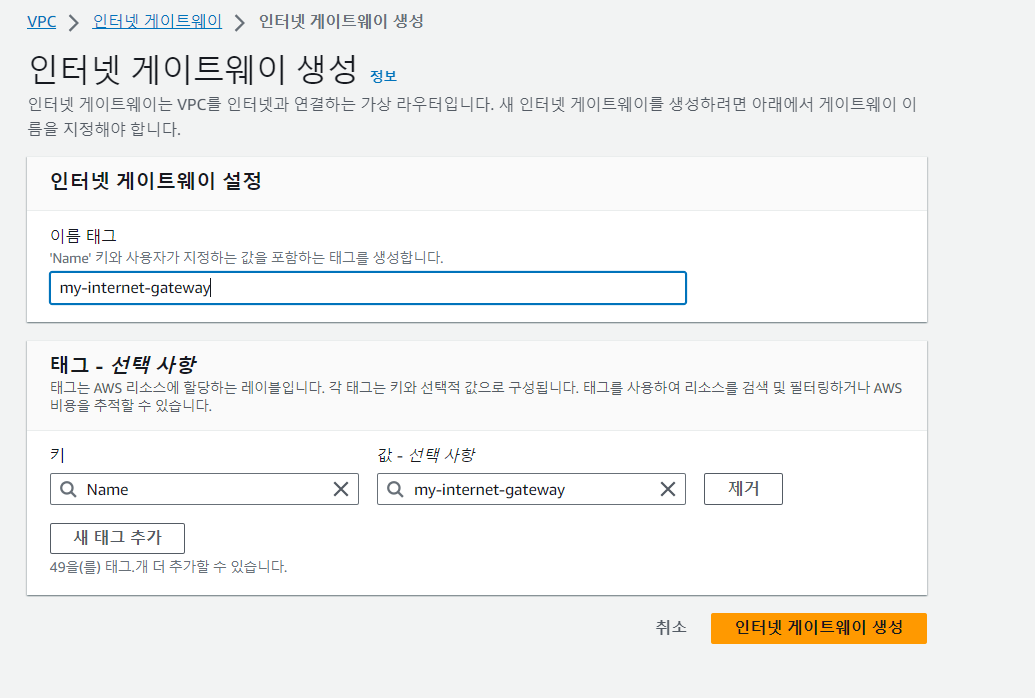 VPC > 인터넷 게이트웨이 > 인터넷 게이트웨이 생성
인터넷 게이트웨이 생성 정보
인터넷 게이트웨이는 VPC를 인터넷과 연결하는 가상 라우터입니다. 새 인터넷 게이트웨이를 생성하려면 아래에서 게이트웨이 이
름을 지정해야 합니다.
인터넷 게이트웨이 설정
이름 태그
'Name' 키와 사용자가 지정하는 값을 포함하는 태그를 생성합니다.
my-internet-gateway
태그 - 선택 사항
태그는 AWS 리소스에 할당하는 레이블입니다. 각 태그는 키와 선택적 값으로 구성됩니다. 태그를 사용하여 리소스를 검색 및 필터링하거나 AWS
비용을 추적할 수 있습니다.
키 값 - 선택 사항
Name my-internet-gateway 제거
새 태그 추가
49을(를) 태그.개 더 추가할 수 있습니다.
취소 인터넷 게이트웨이 생성